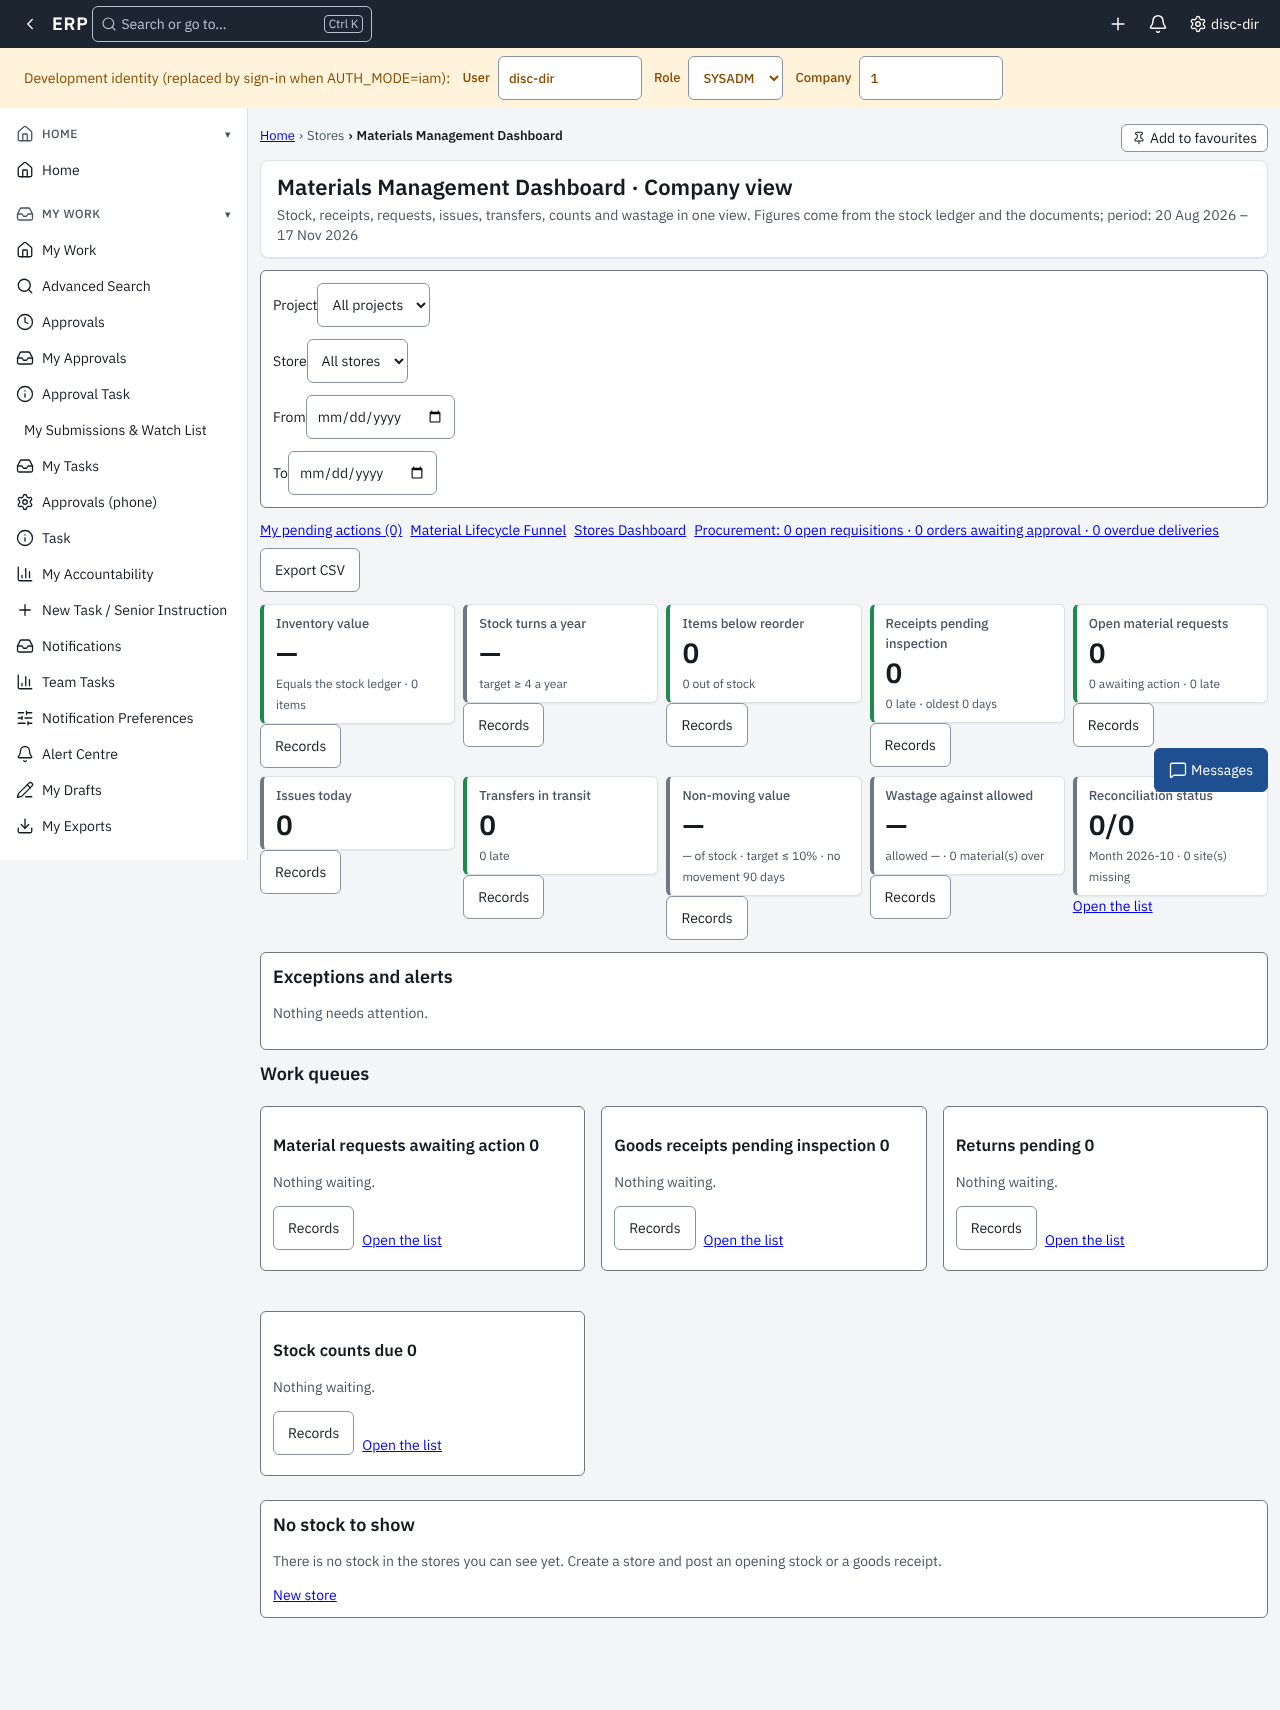 ERP
Search or go to...
Ctrl K
disc-dir
Development identity (replaced by sign-in when AUTH_MODE=iam):
User
disc-dir
Role
SYSADM
Company
1
HOME
Home
MY WORK
My Work
Advanced Search
Approvals
My Approvals
Approval Task
My Submissions & Watch List
My Tasks
Approvals (phone)
Task
My Accountability
New Task / Senior Instruction
Notifications
Team Tasks
Notification Preferences
Alert Centre
My Drafts
My Exports
Home › Stores › Materials Management Dashboard
Add to favourites
Materials Management Dashboard · Company view
Stock, receipts, requests, issues, transfers, counts and wastage in one view. Figures come from the stock ledger and the documents; period: 20 Aug 2026 –
17 Nov 2026
Project
All projects
Store
All stores
From
mm/dd/yyyy
To
mm/dd/yyyy
My pending actions (0)
Material Lifecycle Funnel
Stores Dashboard
Procurement: 0 open requisitions · 0 orders awaiting approval · 0 overdue deliveries
Export CSV
Inventory value
—
Equals the stock ledger · 0
items
Records
Stock turns a year
—
target ≥ 4 a year
Records
Items below reorder
0
0 out of stock
Records
Receipts pending
inspection
0
0 late · oldest 0 days
Records
Open material requests
0
0 awaiting action · 0 late
Records
Messages
Issues today
0
Records
Transfers in transit
0
0 late
Records
Non-moving value
—
— of stock · target ≤ 10% · no
movement 90 days
Records
Wastage against allowed
—
allowed — · 0 material(s) over
Records
Reconciliation status
0/0
Month 2026-10 · 0 site(s)
missing
Open the list
Exceptions and alerts
Nothing needs attention.
Work queues
Material requests awaiting action 0
Nothing waiting.
Records
Open the list
Goods receipts pending inspection 0
Nothing waiting.
Records
Open the list
Returns pending 0
Nothing waiting.
Records
Open the list
Stock counts due 0
Nothing waiting.
Records
Open the list
No stock to show
There is no stock in the stores you can see yet. Create a store and post an opening stock or a goods receipt.
New store